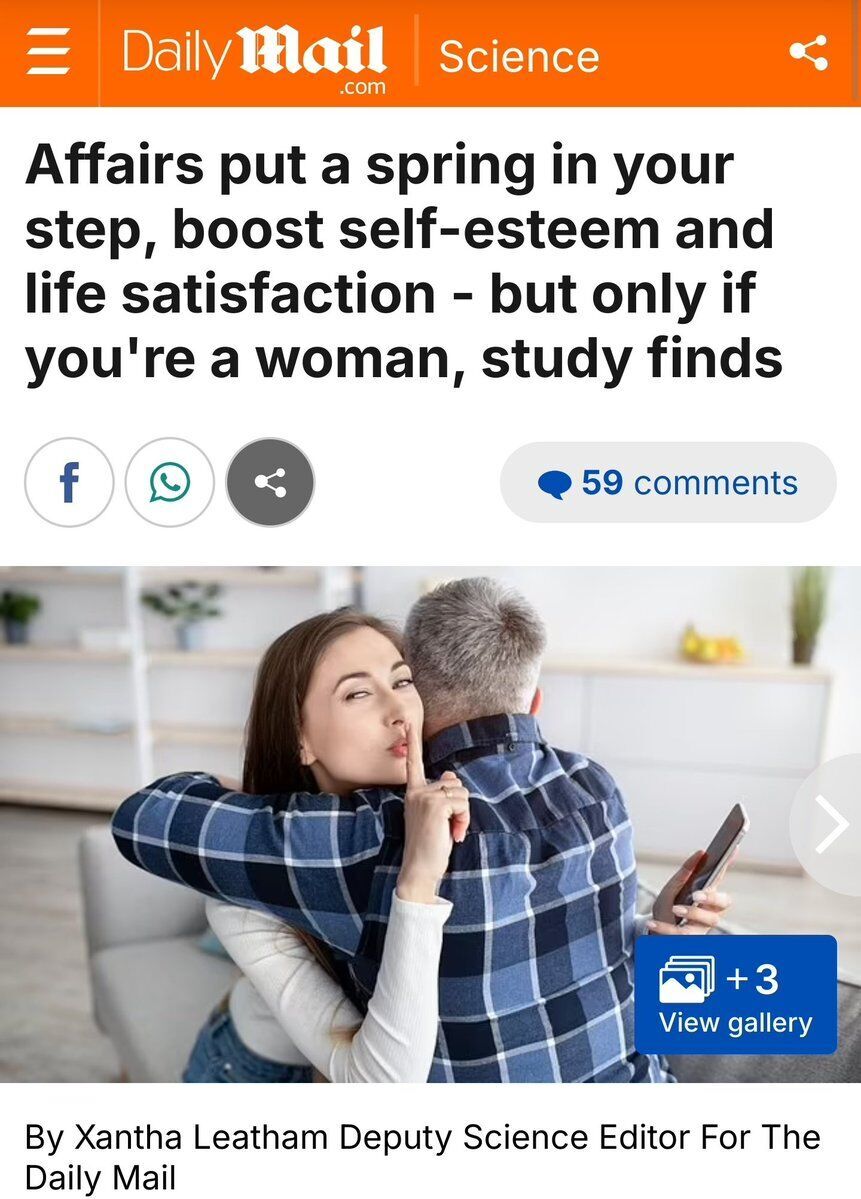 Daily Mail
.com
Science
Affairs put a spring in your
step, boost self-esteem and
life satisfaction - but only if
you're a woman, study finds
f
59 comments
+3
View gallery
By Xantha Leatham Deputy Science Editor For The
Daily Mail